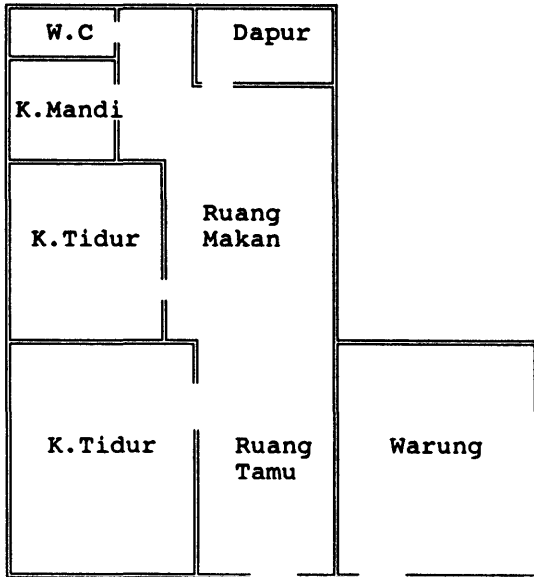 W.C
Dapur
K.Mandi
K.Tidur
Ruang
Makan
K.Tidur
Ruang
Tamu
Warung